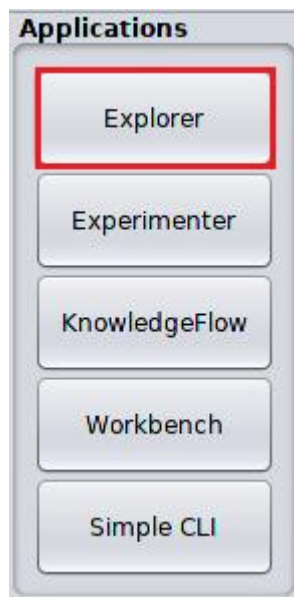 Applications
Explorer
Experimenter
KnowledgeFlow
Workbench
Simple CLI